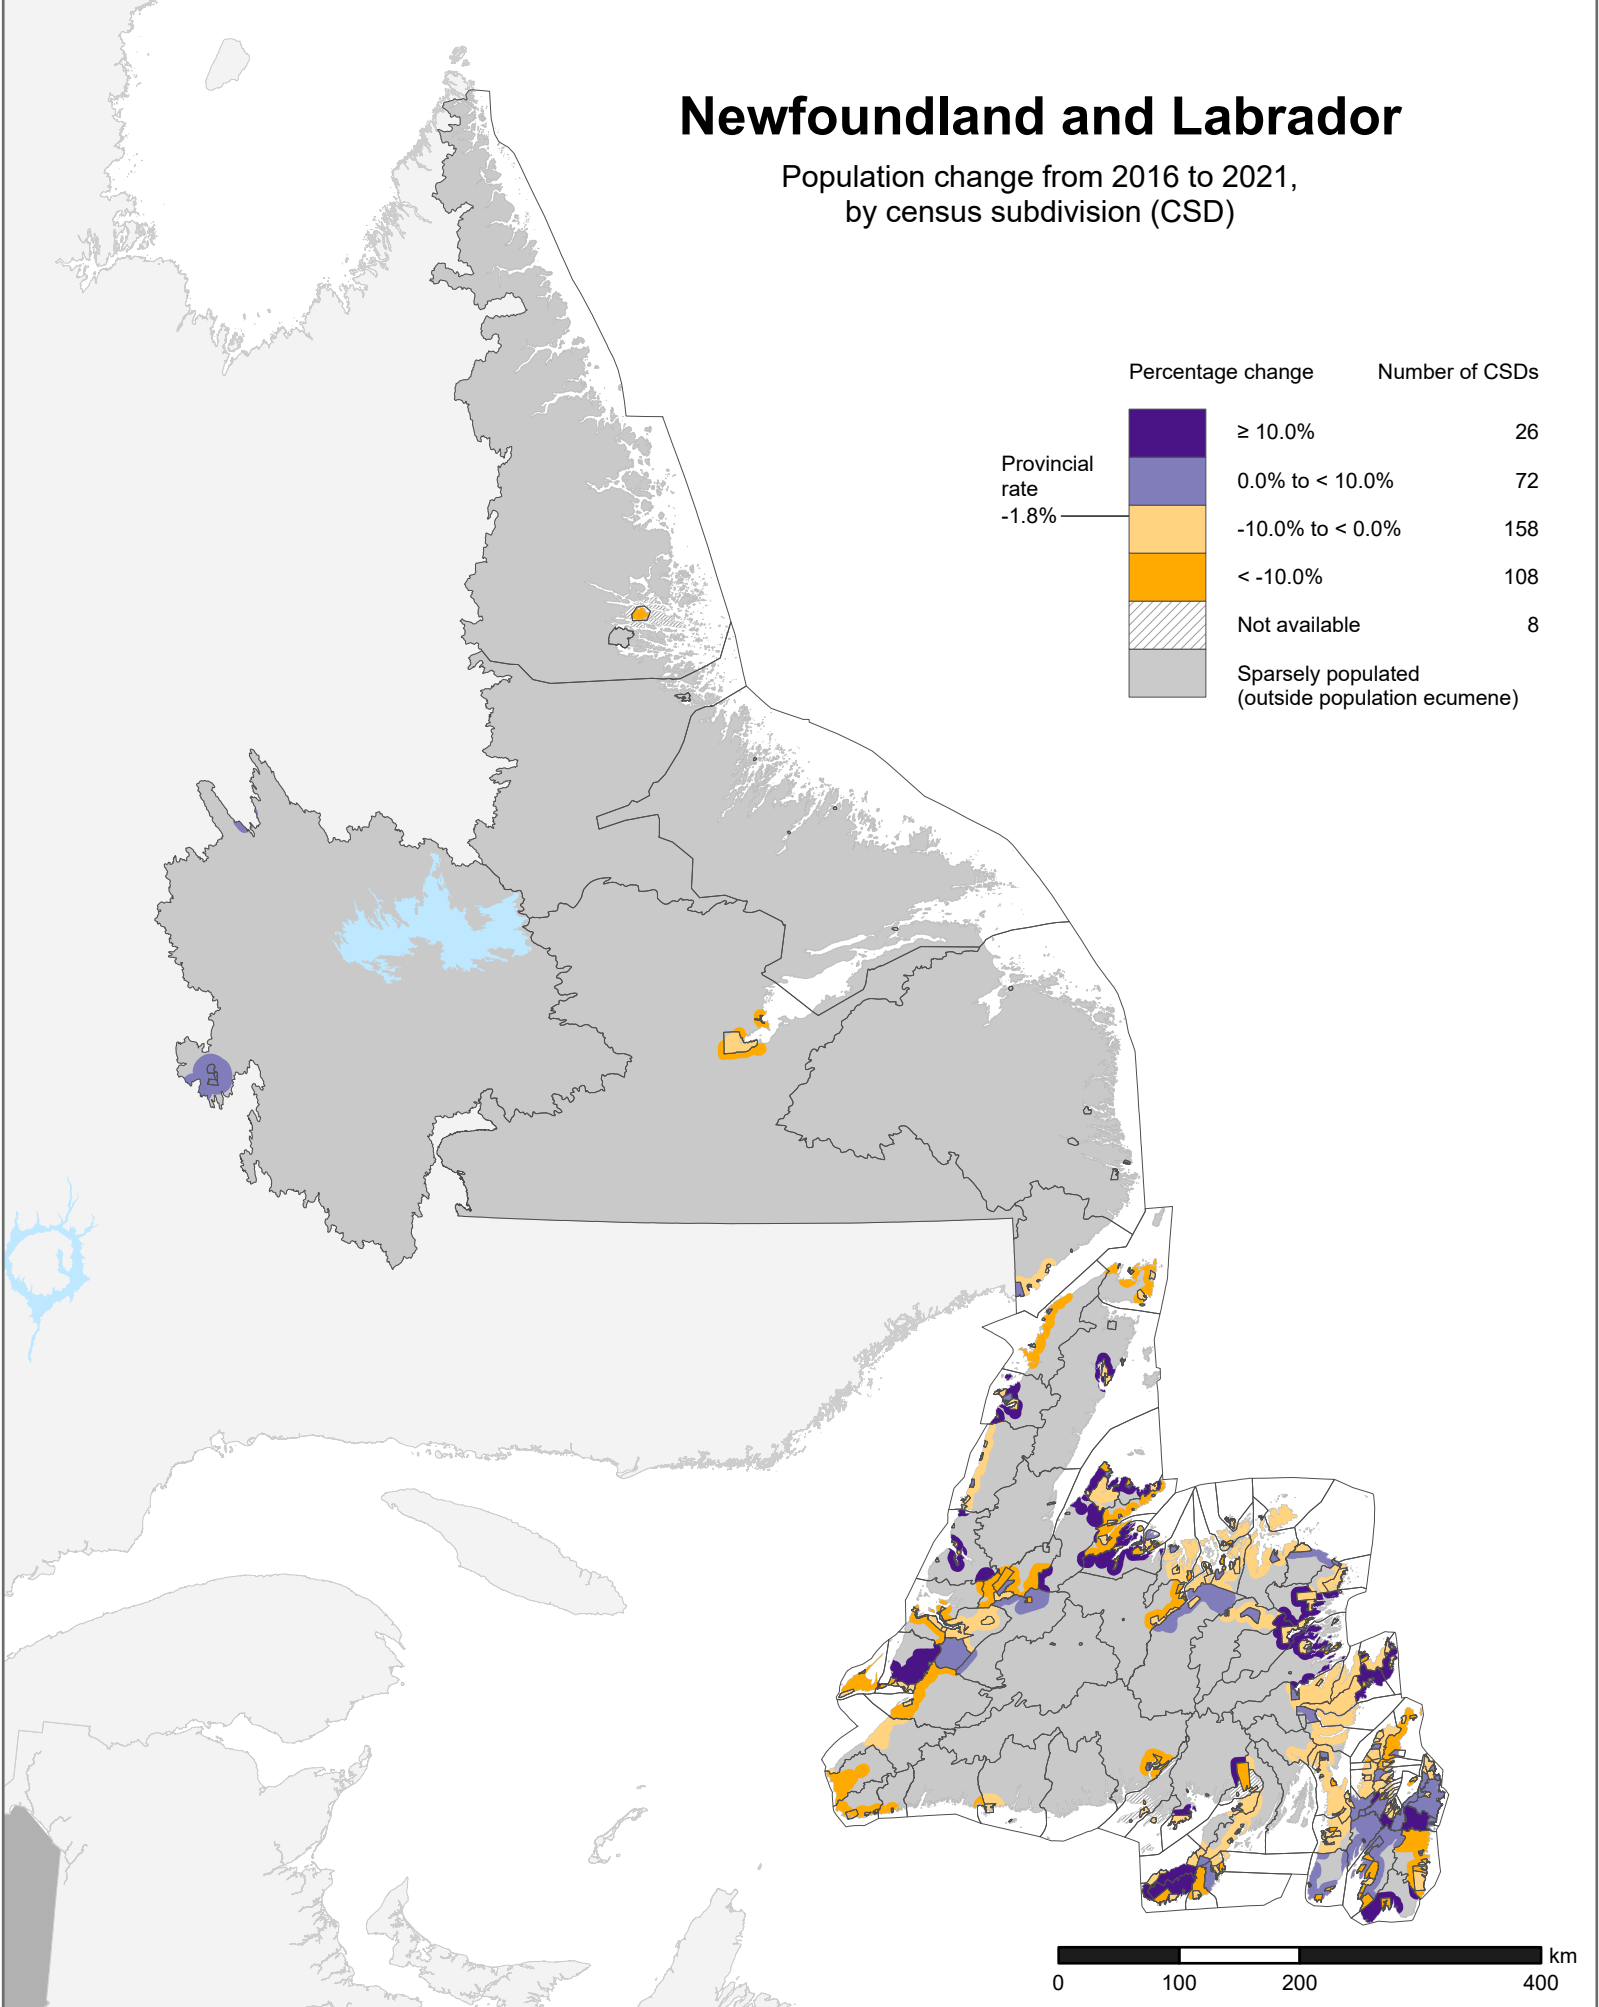 Newfoundland and Labrador
Population change from 2016 to 2021,
by census subdivision (CSD)
Percentage change Number of CSDs
≥ 10.0% 26
0.0% to < 10.0% 72
Provincial
rate
-1.8%
-10.0% to < 0.0% 158
< -10.0% 108
Not available 8
Sparsely populated
(outside population ecumene)
km
0 100 200 400